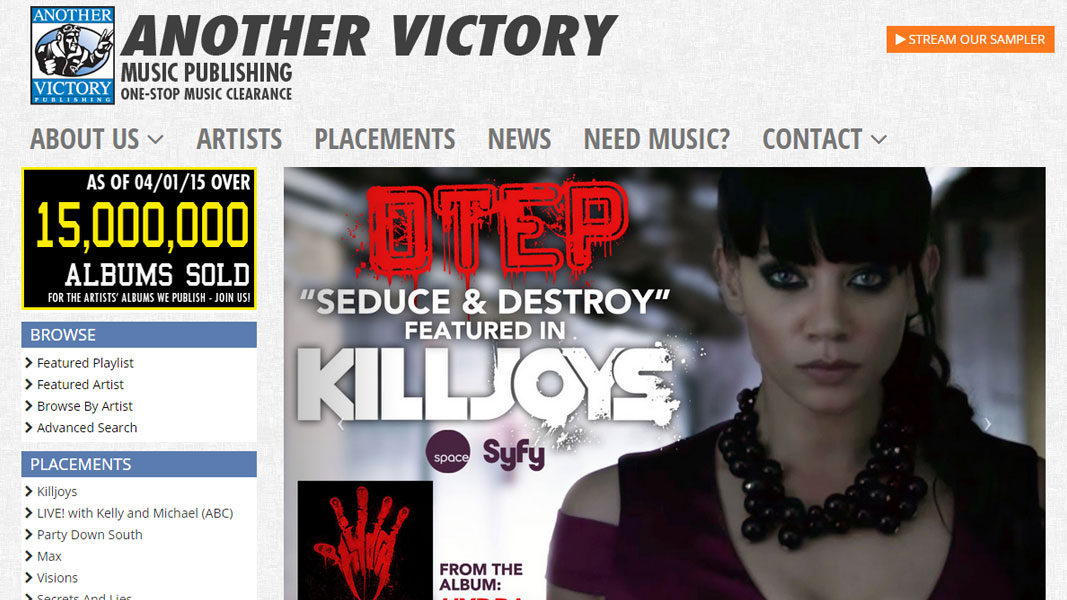 ANOTHER
VICTORY
PUBLISHING
ANOTHER VICTORY
MUSIC PUBLISHING
ONE-STOP MUSIC CLEARANCE
STREAM OUR SAMPLER
ABOUT US ARTISTS PLACEMENTS NEWS NEED MUSIC? CONTACT
AS OF 04/01/15 OVER
15,000,000
ALBUMS SOLD
FOR THE ARTISTS' ALBUMS WE PUBLISH - JOIN US!
BROWSE
Featured Playlist
Featured Artist
Browse By Artist
Advanced Search
PLACEMENTS
Killjoys
LIVE! with Kelly and Michael (ABC)
Party Down South
Max
Visions
Secrets And Lies
OTEP
"SEDUCE & DESTROY"
FEATURED IN
KILLJOYS
space Syfy
FROM THE
ALBUM: